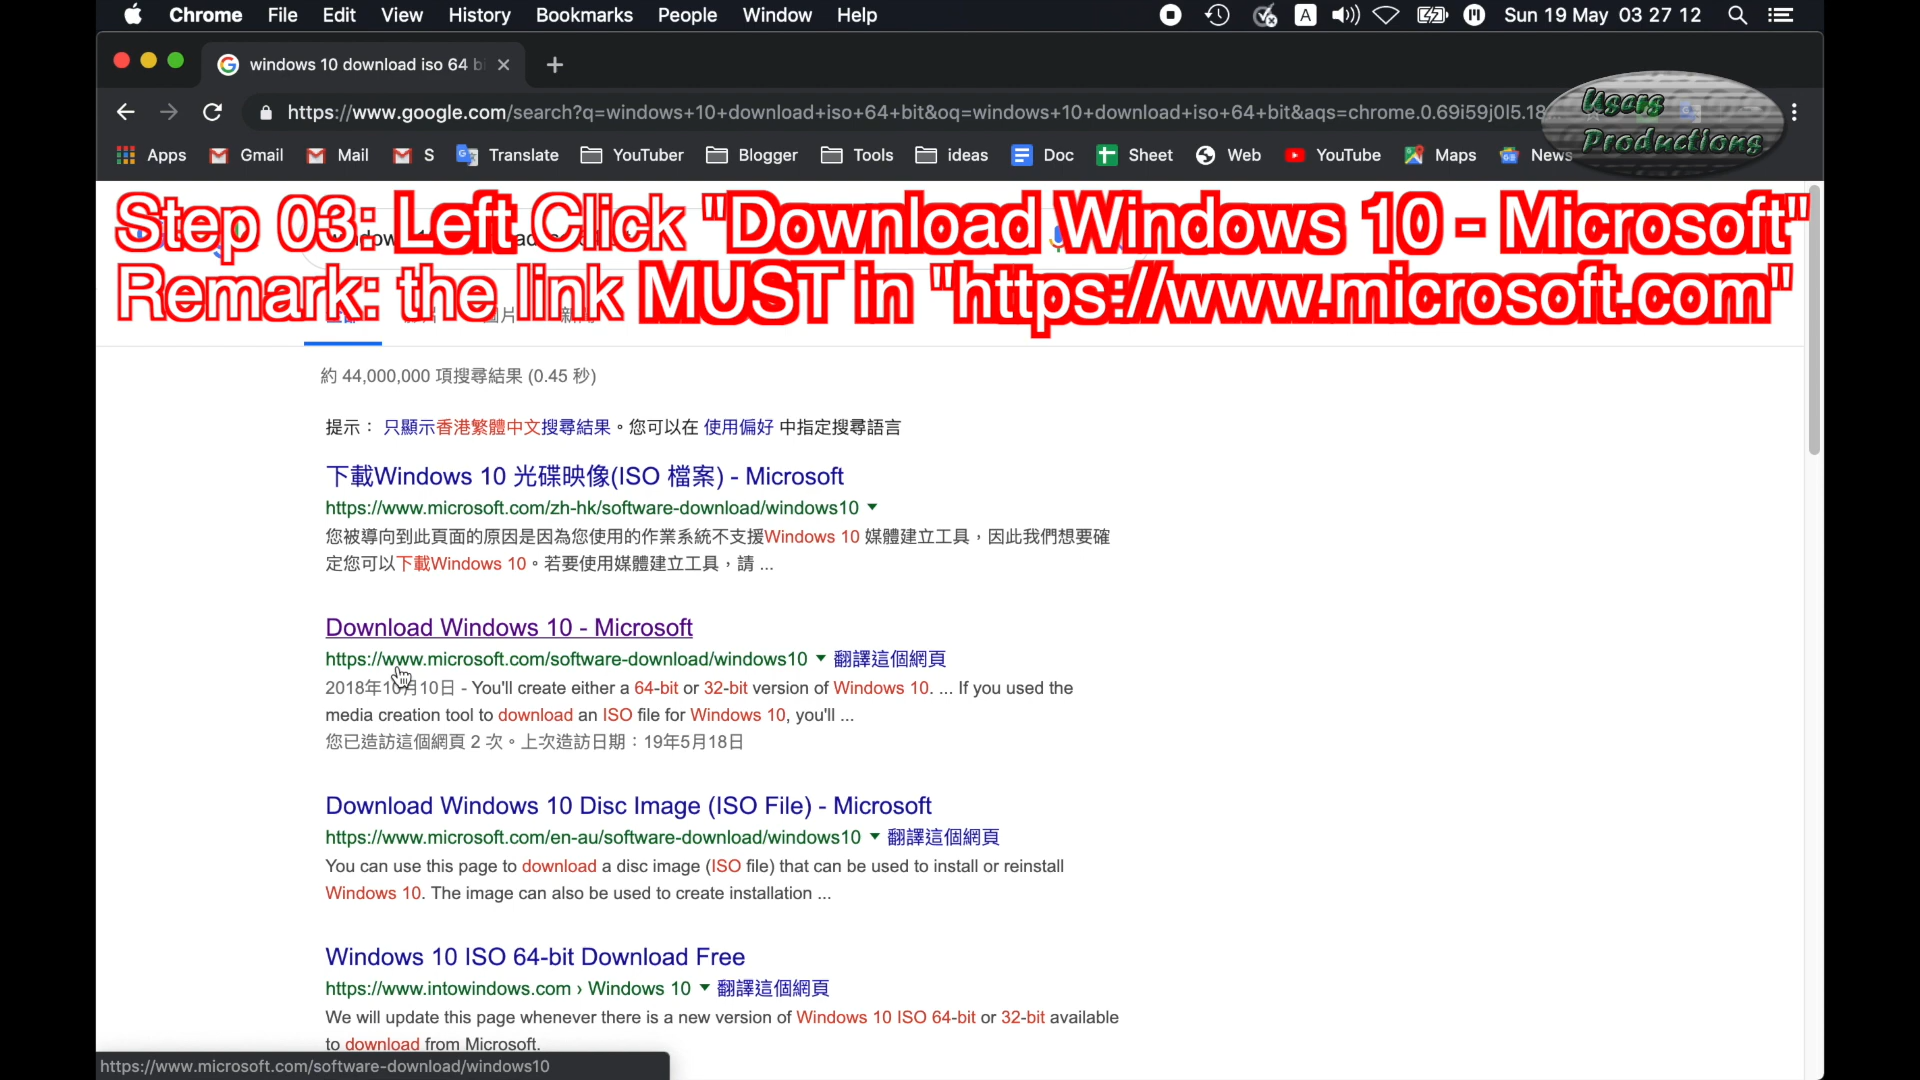 Chrome File Edit View History Bookmarks People Window Help
A
Sun 19 May 03 27 12
windows 10 download iso 64 bi
https://www.google.com/search?q=windows+10+download+iso+64+bit&oq=windows+10+download+iso+64+bit&aqs=chrome.0.69i59j0l5.18
Users
Productions
Apps Gmail Mail S Translate YouTuber Blogger Tools ideas Doc Sheet Web YouTube Maps News
Step 03: Left Click "Download Windows 10 - Microsoft"
Remark: the link MUST in "https://www.microsoft.com"
約 44,000,000 項搜尋結果 (0.45 秒)
提示： 只顯示香港繁體中文搜尋結果。您可以在 使用偏好 中指定搜尋語言
下載Windows 10 光碟映像(ISO 檔案) - Microsoft
https://www.microsoft.com/zh-hk/software-download/windows10
您被導向到此頁面的原因是因為您使用的作業系統不支援Windows 10 媒體建立工具，因此我們想要確
定您可以下載Windows 10。若要使用媒體建立工具，請 ...
Download Windows 10 - Microsoft
https://www.microsoft.com/software-download/windows10 翻譯這個網頁
2018年10月10日 - You'll create either a 64-bit or 32-bit version of Windows 10. ... If you used the
media creation tool to download an ISO file for Windows 10, you'll ...
您已造訪這個網頁 2 次。上次造訪日期：19年5月18日
Download Windows 10 Disc Image (ISO File) - Microsoft
https://www.microsoft.com/en-au/software-download/windows10 翻譯這個網頁
You can use this page to download a disc image (ISO file) that can be used to install or reinstall
Windows 10. The image can also be used to create installation ...
Windows 10 ISO 64-bit Download Free
https://www.intowindows.com › Windows 10 翻譯這個網頁
We will update this page whenever there is a new version of Windows 10 ISO 64-bit or 32-bit available
to download from Microsoft.
https://www.microsoft.com/software-download/windows10